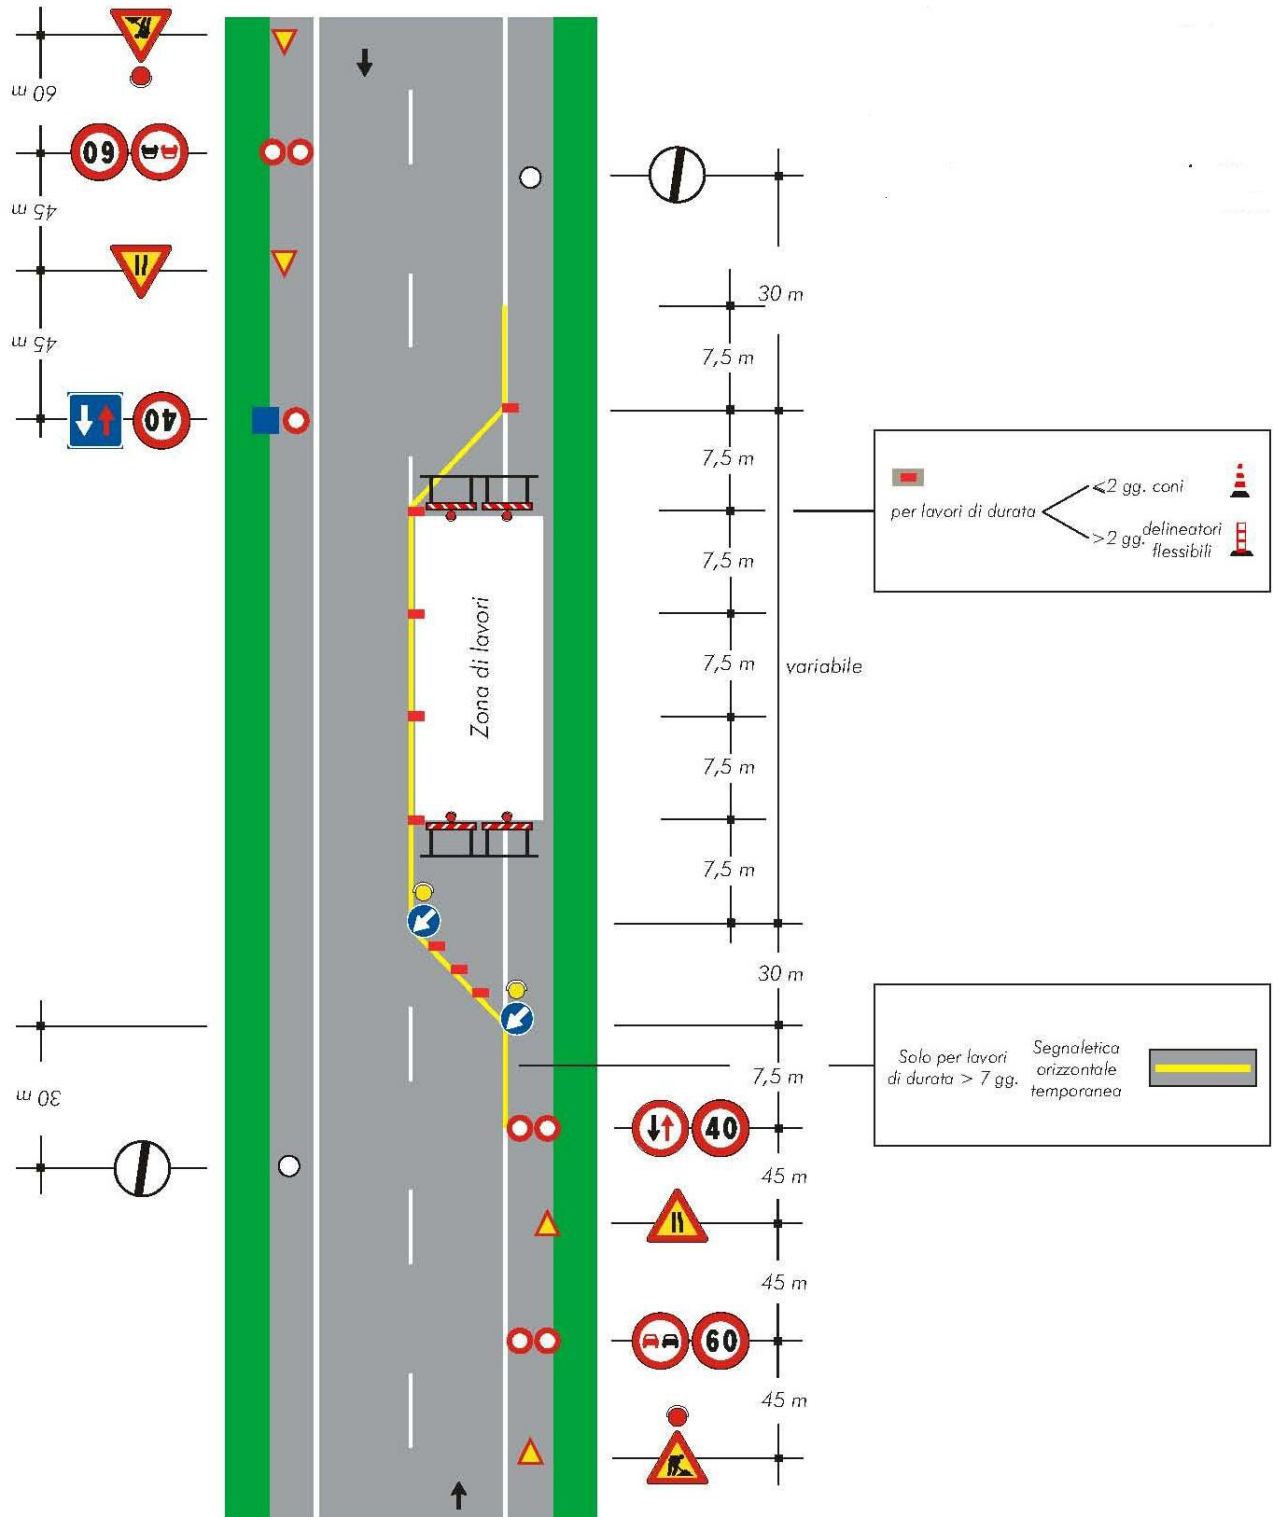 60 m
60
45 m
45 m
40
30 m
7,5 m
7,5 m
7,5 m
7,5 m
7,5 m
7,5 m
variabile
Zona di lavori
per lavori di durata
<2 gg. coni
>2 gg. delineatori
flessibili
30 m
7,5 m
Solo per lavori
di durata > 7 gg.
Segnaletica
orizzontale
temporanea
40
45 m
45 m
60
45 m
30 m